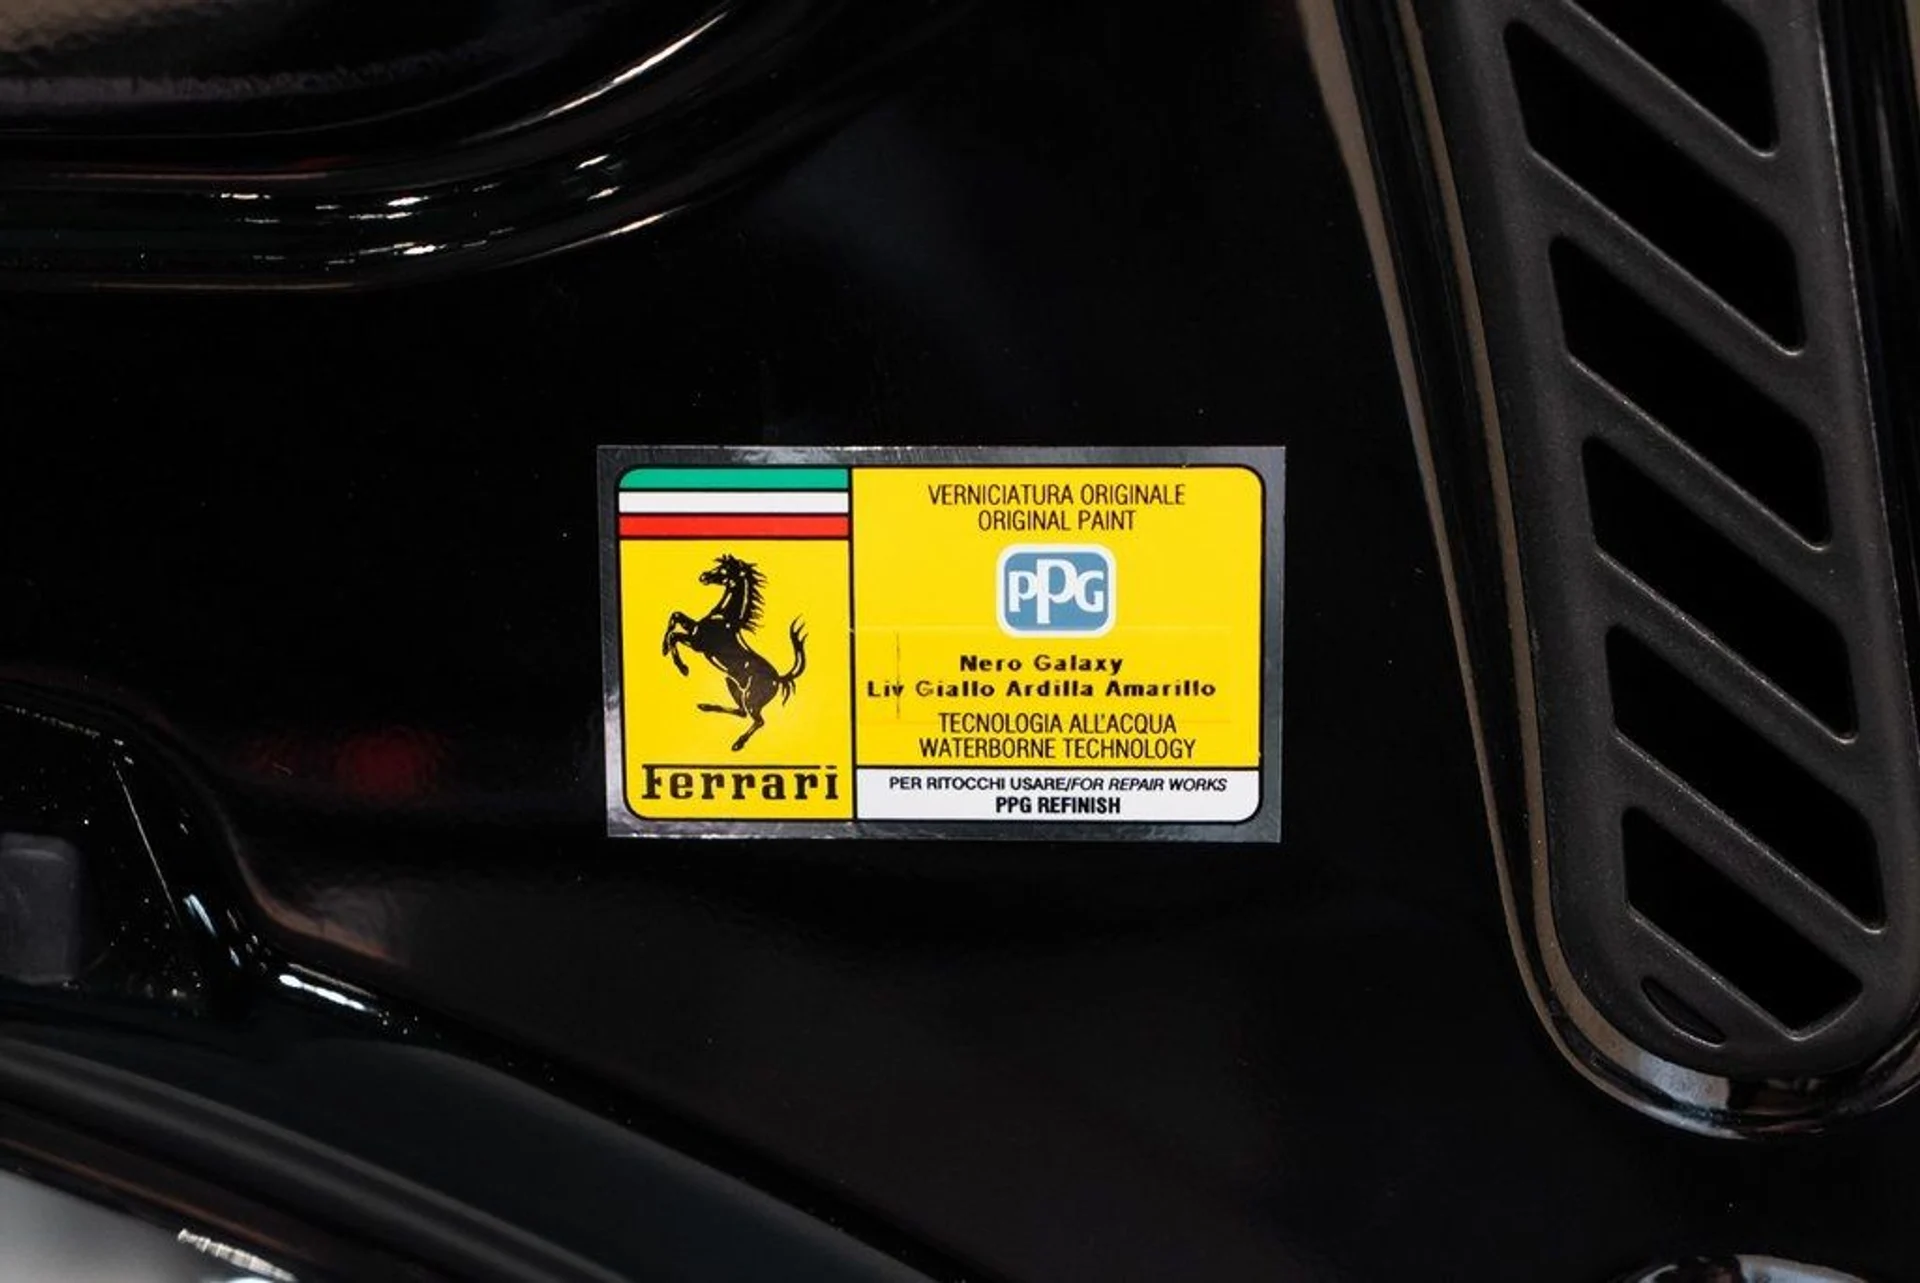 Ferrari
VERNICIATURA ORIGINALE
ORIGINAL PAINT
PPG
Nero Galaxy
Liv Giallo Ardilla Amarillo
TECNOLOGIA ALL'ACQUA
WATERBORNE TECHNOLOGY
PER RITOCCHI USARE/FOR REPAIR WORKS
PPG REFINISH